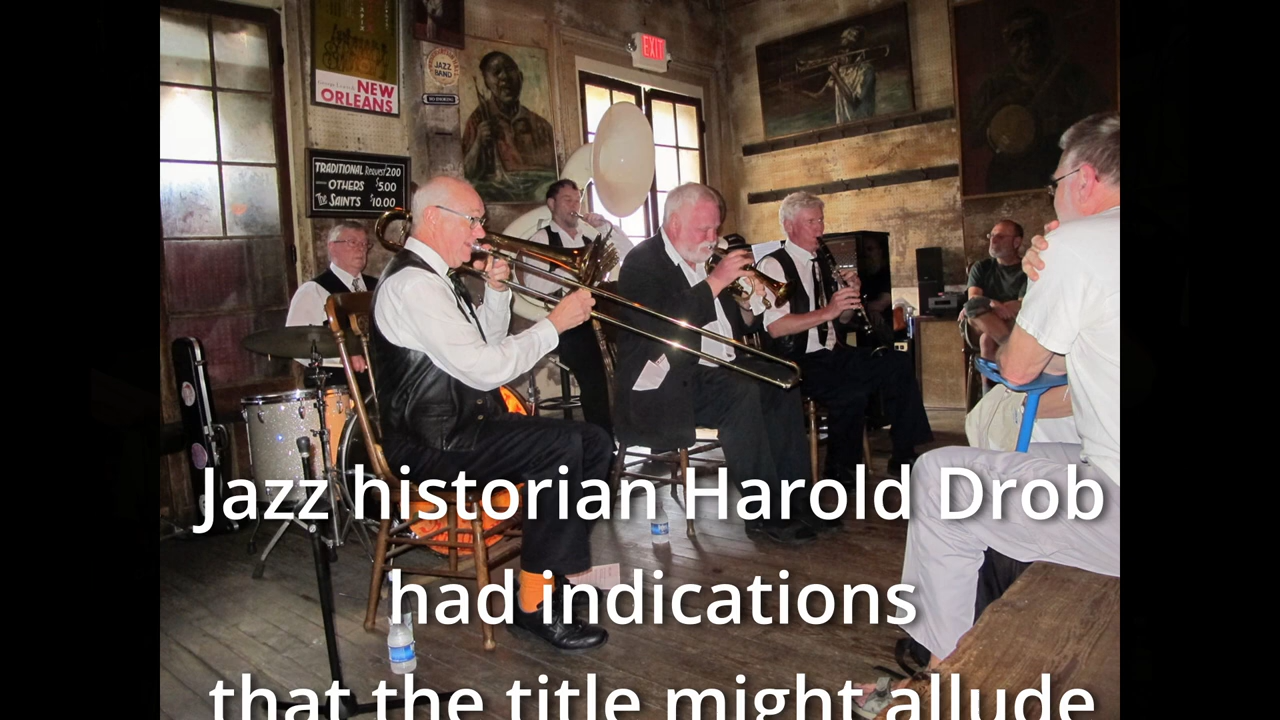 EXIT
JAZZ
BAND
NEW
ORLEANS
TRADITIONAL Request 2.00
OTHERS $5.00
The SAINTS $10.00
Jazz historian Harold Drob
had indications
that the title might allude